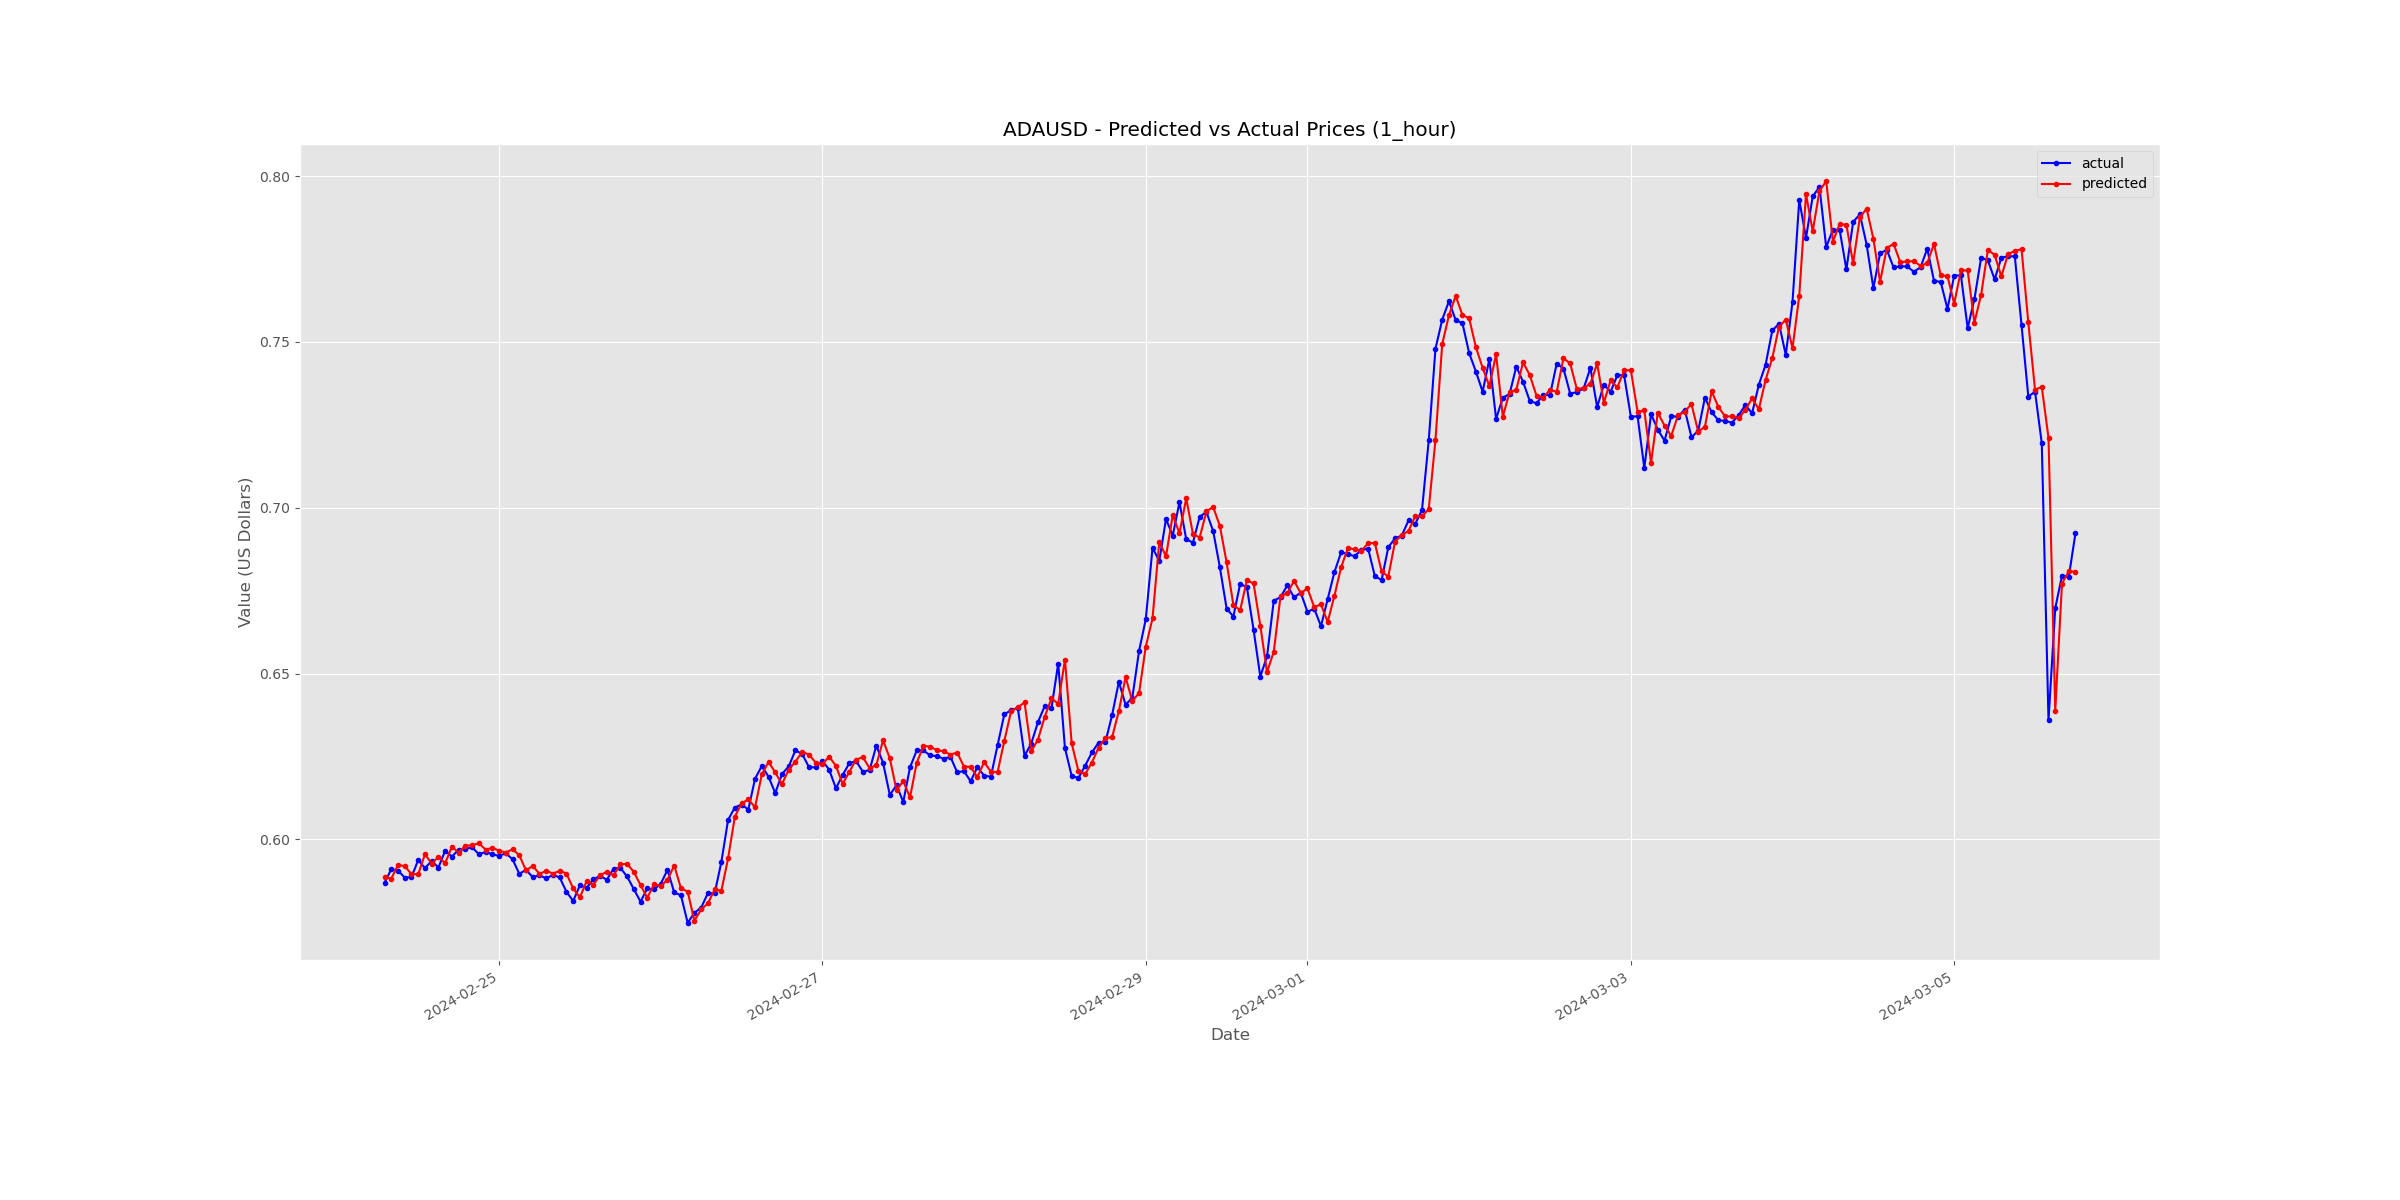 ADAUSD - Predicted vs Actual Prices (1_hour)
actual
predicted
0.80
0.75
0.70
0.65
0.60
Value (US Dollars)
2024-02-25
2024-02-27
2024-02-29
2024-03-01
2024-03-03
2024-03-05
Date